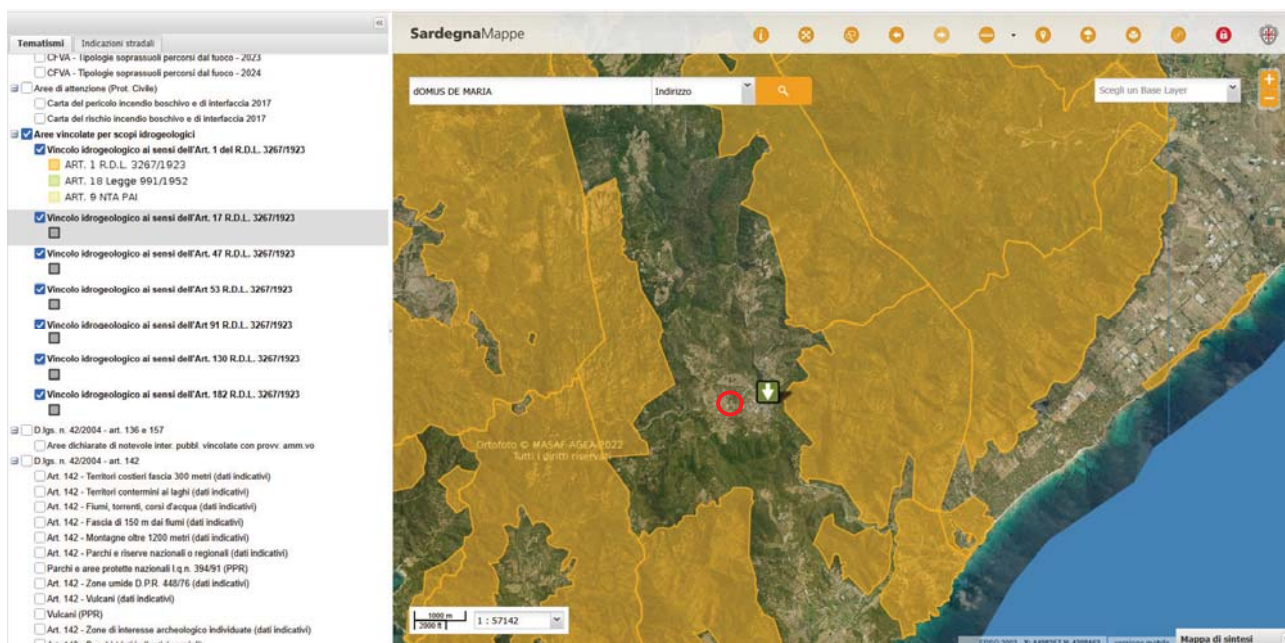 Tematismi
Indicazioni stradali
CFVA - Tipologie soprassuoli percorsi dal fuoco - 2023
CFVA - Tipologie soprassuoli percorsi dal fuoco - 2024
Aree di attenzione (Prot. Civile)
Carta del pericolo incendio boschivo e di interfaccia 2017
Carta del rischio incendio boschivo e di interfaccia 2017
Aree vincolate per scopi idrogeologici
Vincolo idrogeologico ai sensi dell'Art. 1 del R.D.L. 3267/1923
ART. 1 R.D.L. 3267/1923
ART. 18 Legge 991/1952
ART. 9 NTA PAI
Vincolo idrogeologico ai sensi dell'Art. 17 R.D.L. 3267/1923
Vincolo idrogeologico ai sensi dell'Art. 47 R.D.L. 3267/1923
Vincolo idrogeologico ai sensi dell'Art 53 R.D.L. 3267/1923
Vincolo idrogeologico ai sensi dell'Art 91 R.D.L. 3267/1923
Vincolo idrogeologico ai sensi dell'Art. 130 R.D.L. 3267/1923
Vincolo idrogeologico ai sensi dell'Art. 182 R.D.L. 3267/1923
D.lgs. n. 42/2004 - art. 136 e 157
Aree dichiarate di notevole inter. pubbl. vincolate con provv. amm.vo
D.lgs. n. 42/2004 - art. 142
Art. 142 - Territori costieri fascia 300 metri (dati indicativi)
Art. 142 - Territori contermini ai laghi (dati indicativi)
Art. 142 - Fiumi, torrenti, corsi d'acqua (dati indicativi)
Art. 142 - Fascia di 150 m dai fiumi (dati indicativi)
Art. 142 - Montagne oltre 1200 metri (dati indicativi)
Art. 142 - Parchi e riserve nazionali o regionali (dati indicativi)
Parchi e aree protette nazionali l.q n. 394/91 (PPR)
Art. 142 - Zone umide D.P.R. 448/76 (dati indicativi)
Art. 142 - Vulcani (dati indicativi)
Vulcani (PPR)
Art. 142 - Zone di interesse archeologico individuate (dati indicativi)
SardegnaMappe
dOMUS DE MARIA
Indirizzo
Scegli un Base Layer
Ortofoto © MASAF-AGEA 2022
Tutti i diritti riservati
1000 m
2000 ft
1 : 57142
Mappa di sintesi